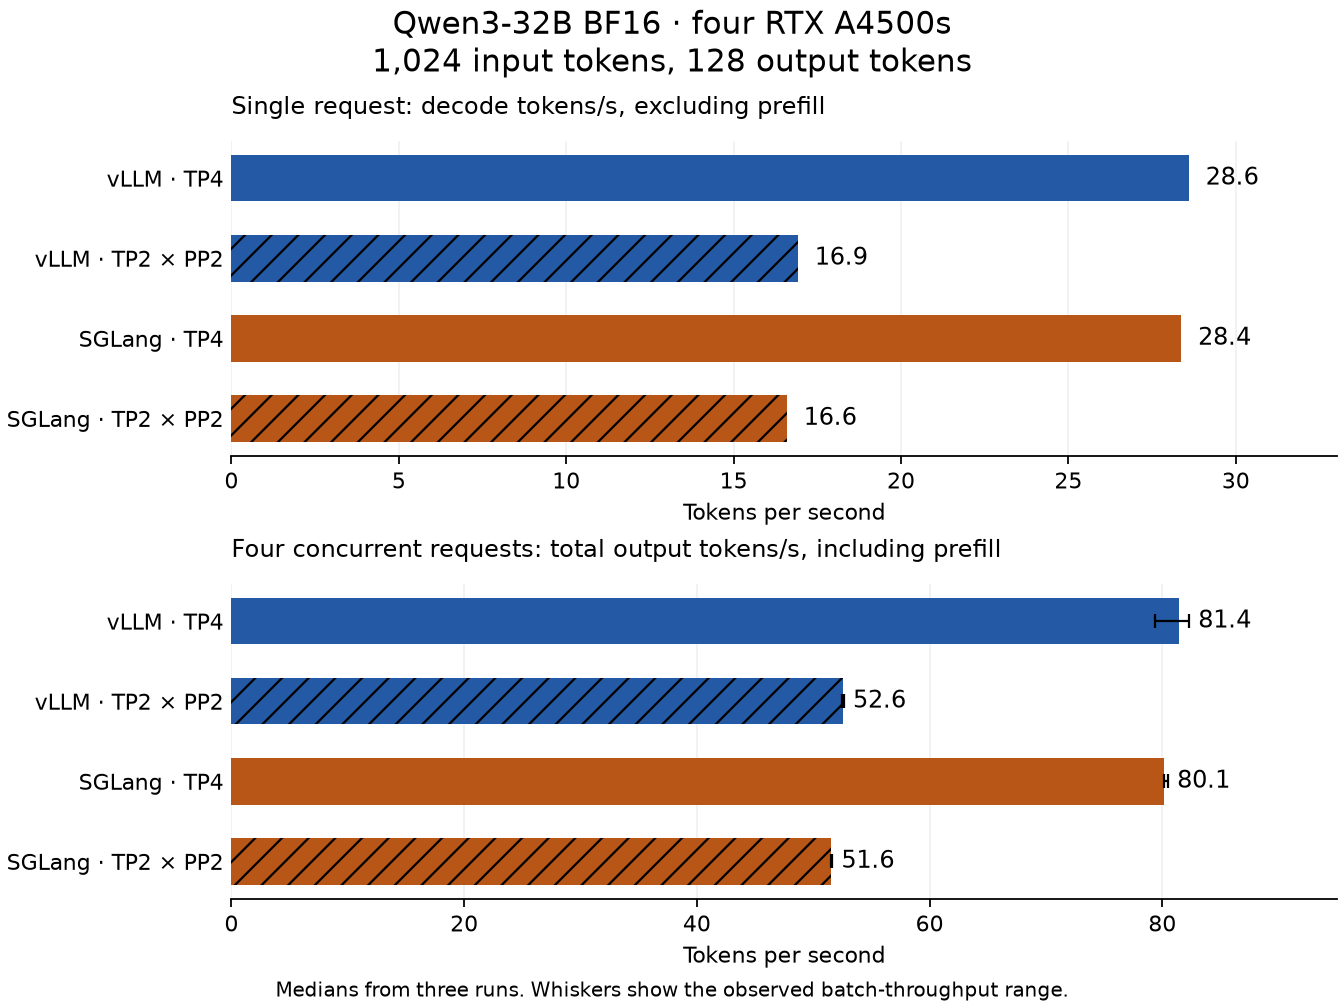 Qwen3-32B BF16 · four RTX A4500s
1,024 input tokens, 128 output tokens
Single request: decode tokens/s, excluding prefill
vLLM · TP4
28.6
vLLM · TP2 × PP2
16.9
SGLang · TP4
28.4
SGLang · TP2 × PP2
16.6
0 5 10 15 20 25 30
Tokens per second
Four concurrent requests: total output tokens/s, including prefill
vLLM · TP4
81.4
vLLM · TP2 × PP2
52.6
SGLang · TP4
80.1
SGLang · TP2 × PP2
51.6
0 20 40 60 80
Tokens per second
Medians from three runs. Whiskers show the observed batch-throughput range.